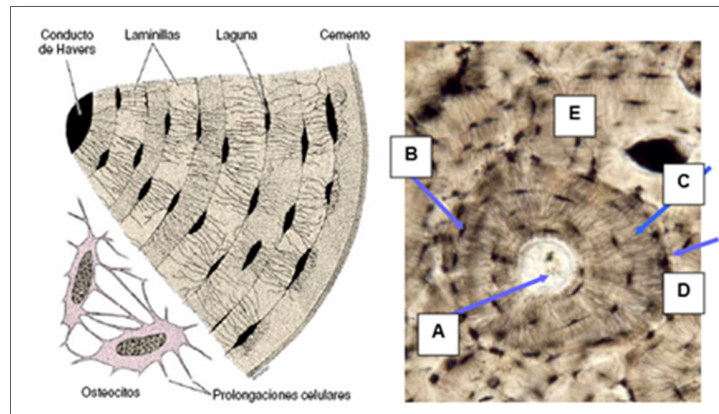 Conducto
de Havers
Laminillas
Laguna
Cemento
Osteocitos
Prolongaciones celulares
E
B
C
D
A